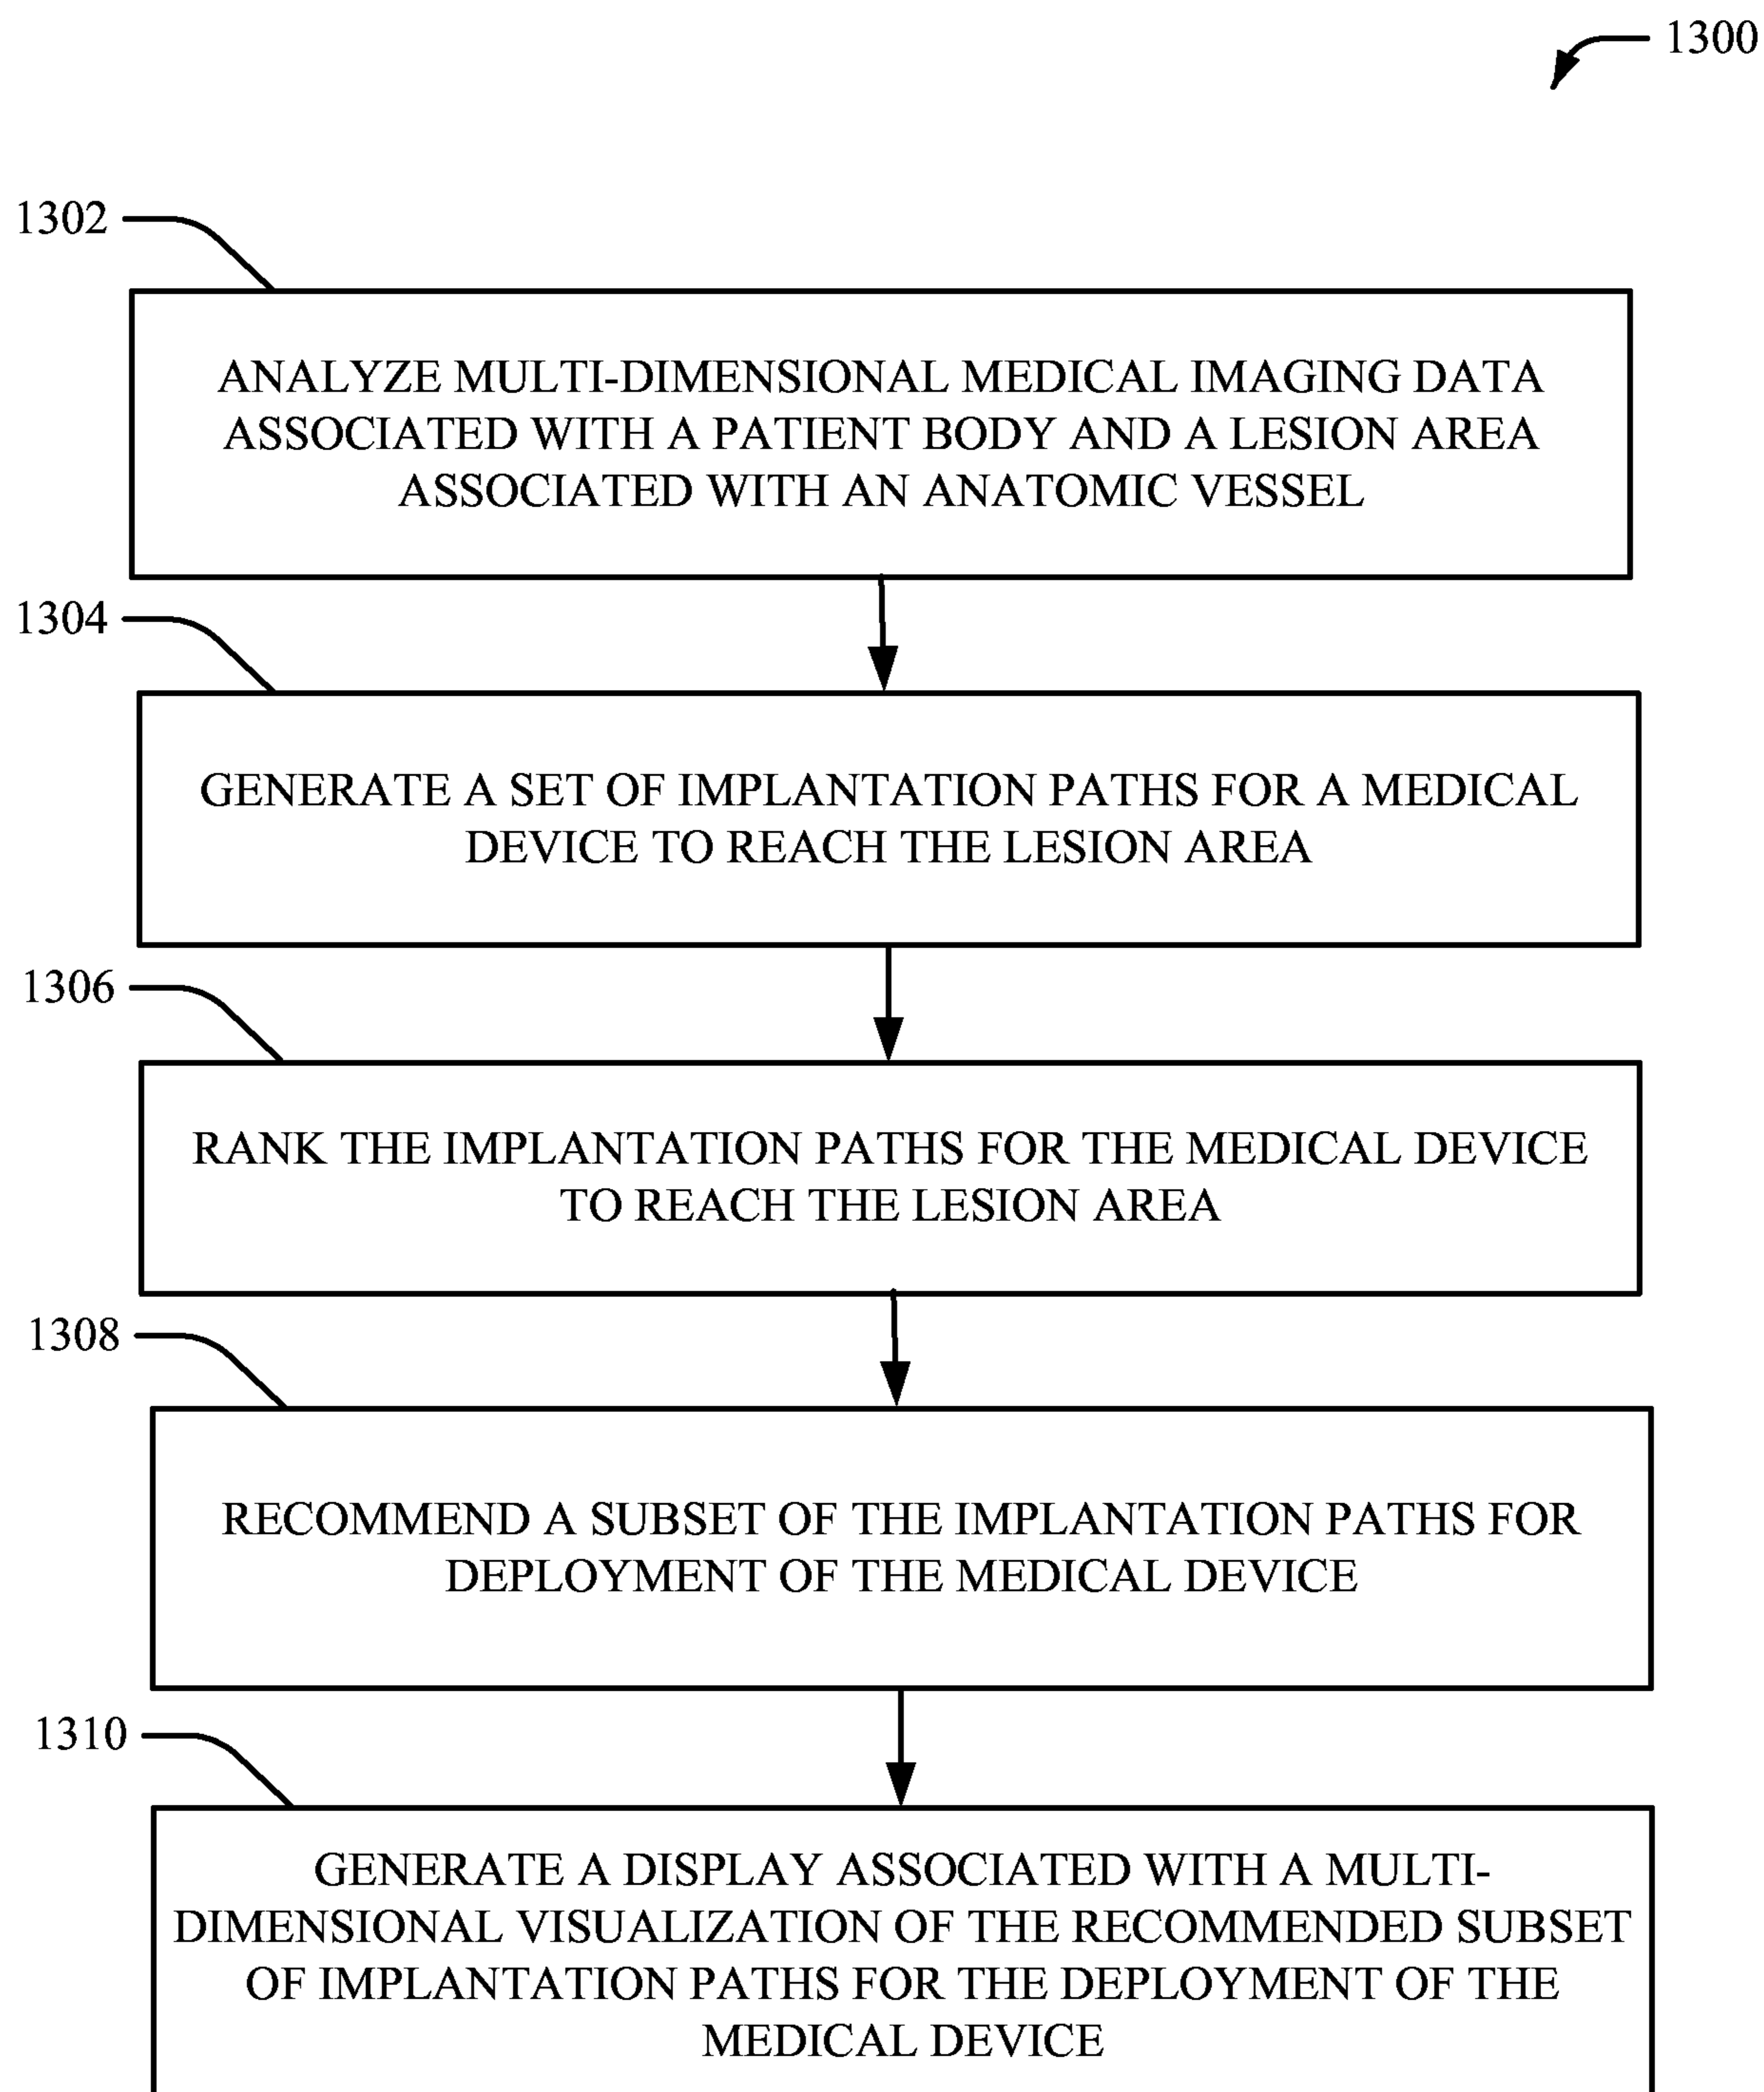 1300
1302
ANALYZE MULTI-DIMENSIONAL MEDICAL IMAGING DATA
ASSOCIATED WITH A PATIENT BODY AND A LESION AREA
ASSOCIATED WITH AN ANATOMIC VESSEL
1304
GENERATE A SET OF IMPLANTATION PATHS FOR A MEDICAL
DEVICE TO REACH THE LESION AREA
1306
RANK THE IMPLANTATION PATHS FOR THE MEDICAL DEVICE
TO REACH THE LESION AREA
1308
RECOMMEND A SUBSET OF THE IMPLANTATION PATHS FOR
DEPLOYMENT OF THE MEDICAL DEVICE
1310
GENERATE A DISPLAY ASSOCIATED WITH A MULTI-
DIMENSIONAL VISUALIZATION OF THE RECOMMENDED SUBSET
OF IMPLANTATION PATHS FOR THE DEPLOYMENT OF THE
MEDICAL DEVICE